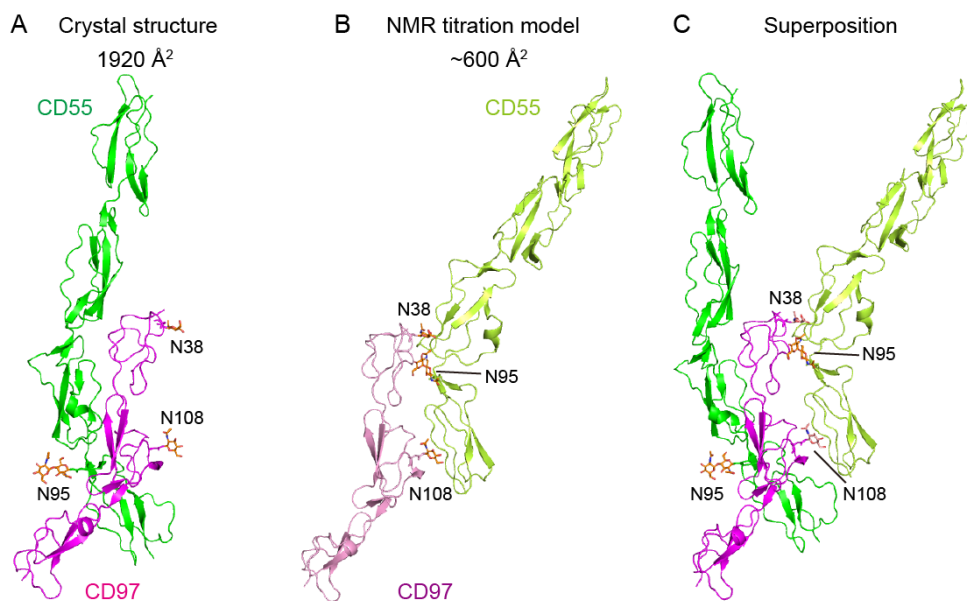 A Crystal structure
1920 Å²
CD55
N38
N108
N95
CD97
B NMR titration model
~600 Å²
CD55
N38
N95
N108
CD97
C Superposition
N38
N95
N95
N108